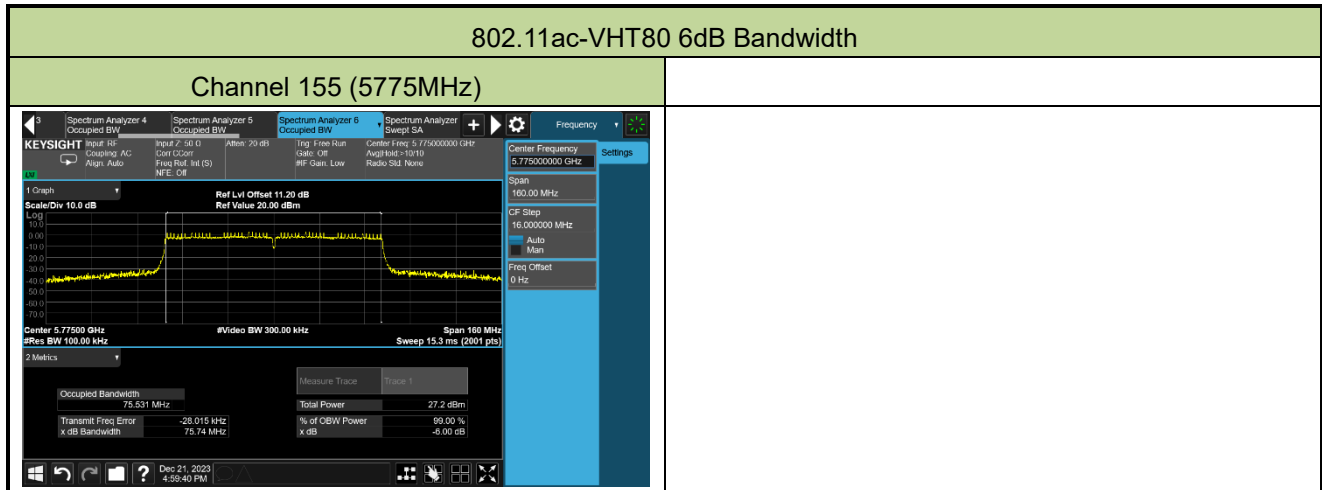 802.11ac-VHT80 6dB Bandwidth
Channel 155 (5775MHz)
3 Spectrum Analyzer 4 Occupied BW
Spectrum Analyzer 5 Occupied BW
Spectrum Analyzer 6 Occupied BW
Spectrum Analyzer Swept SA
+
Frequency
KEYSIGHT
Input: RF
Coupling: AC
Align: Auto
Input Z: 50 Ω
Corr CCorr
Freq Ref: Int (S)
NFE: Off
Atten: 20 dB
Trig: Free Run
Gate: Off
#IF Gain: Low
Center Freq: 5.775000000 GHz
Avg|Hold:>10/10
Radio Std: None
LXI
Center Frequency
5.775000000 GHz
Settings
Span
160.00 MHz
CF Step
16.000000 MHz
Auto
Man
Freq Offset
0 Hz
1 Graph
Scale/Div 10.0 dB
Ref Lvl Offset 11.20 dB
Ref Value 20.00 dBm
Log
10.0
0.00
-10.0
-20.0
-30.0
-40.0
-50.0
-60.0
-70.0
Center 5.77500 GHz
#Video BW 300.00 kHz
Span 160 MHz
#Res BW 100.00 kHz
Sweep 15.3 ms (2001 pts)
2 Metrics
Measure Trace
Trace 1
Occupied Bandwidth
75.531 MHz
Total Power 27.2 dBm
Transmit Freq Error -28.015 kHz
% of OBW Power 99.00 %
x dB Bandwidth 75.74 MHz
x dB -6.00 dB
?
Dec 21, 2023
4:59:40 PM